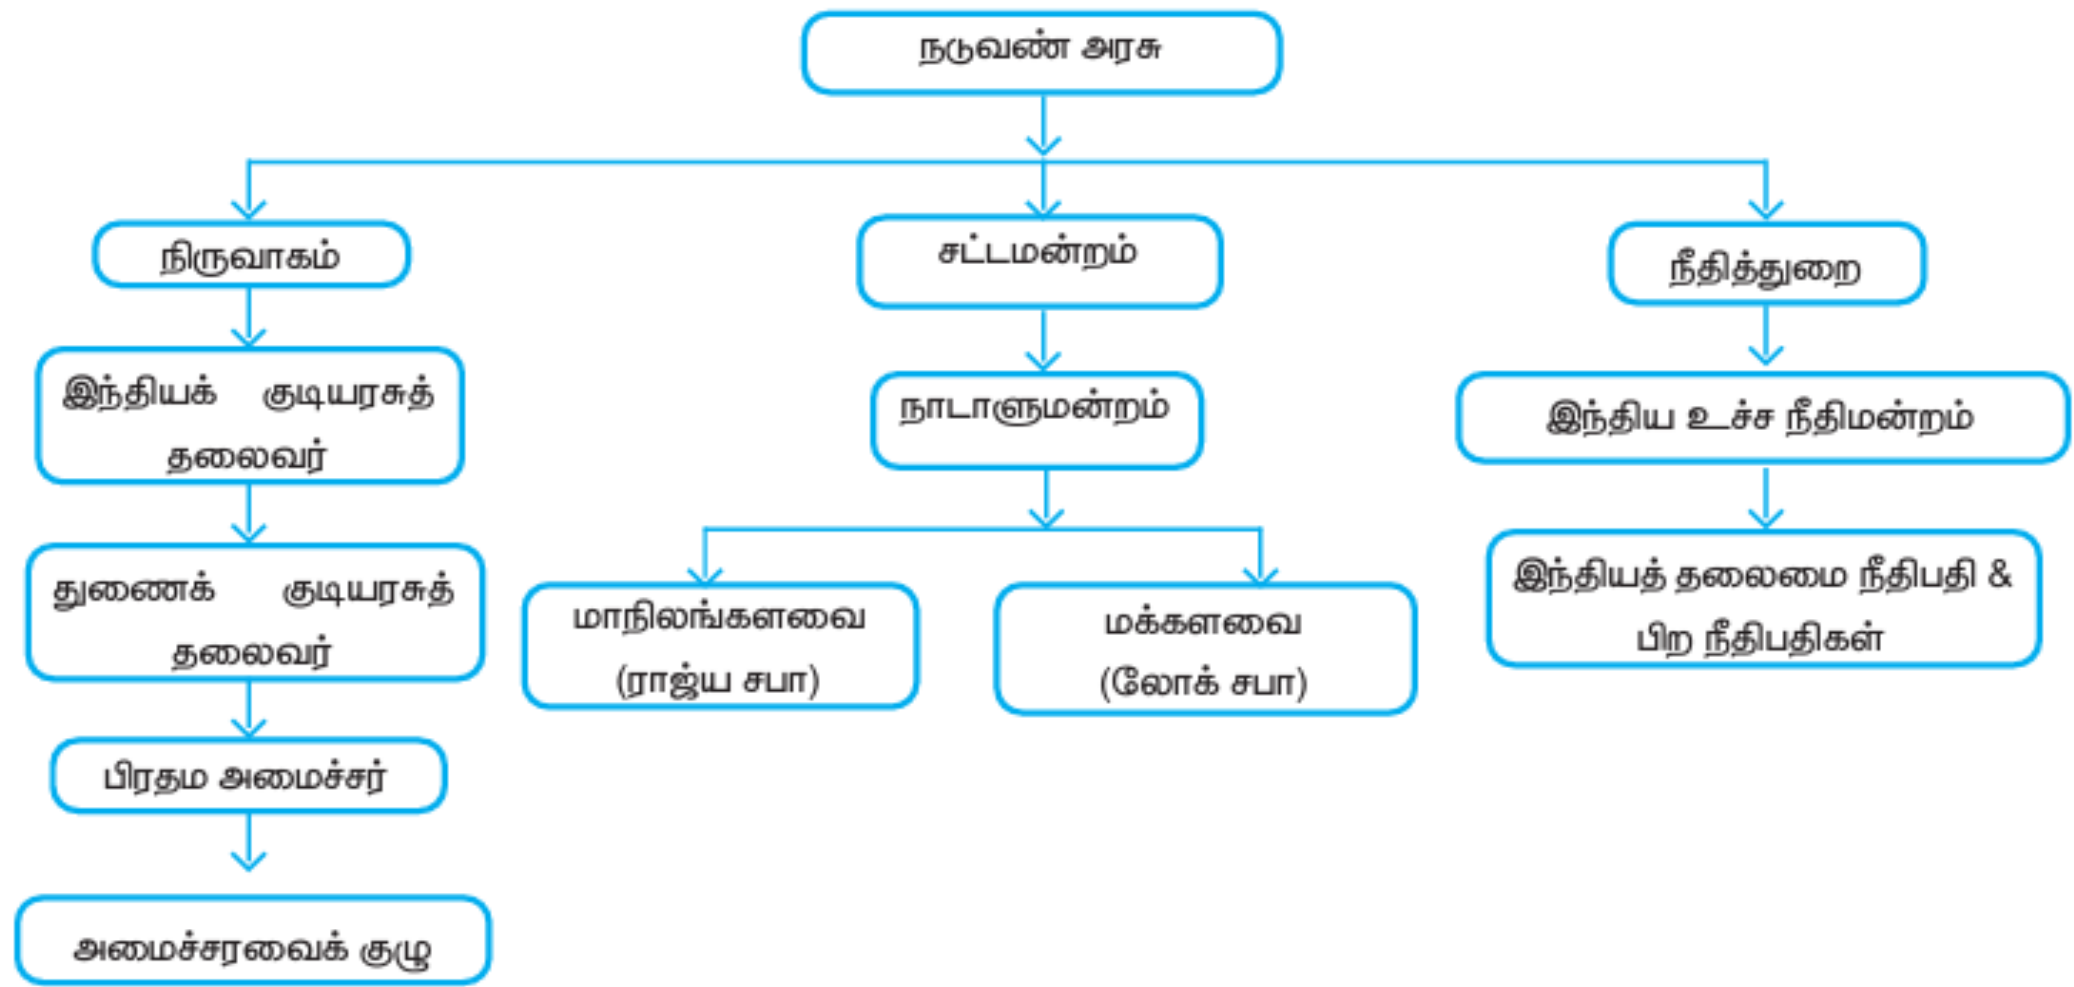 நடுவண் அரசு
நிருவாகம்
இந்தியக் குடியரசுத்
தலைவர்
துணைக் குடியரசுத்
தலைவர்
பிரதம அமைச்சர்
அமைச்சரவைக் குழு
சட்டமன்றம்
நாடாளுமன்றம்
மாநிலங்களவை
(ராஜ்ய சபா)
மக்களவை
(லோக் சபா)
நீதித்துறை
இந்திய உச்ச நீதிமன்றம்
இந்தியத் தலைமை நீதிபதி &
பிற நீதிபதிகள்